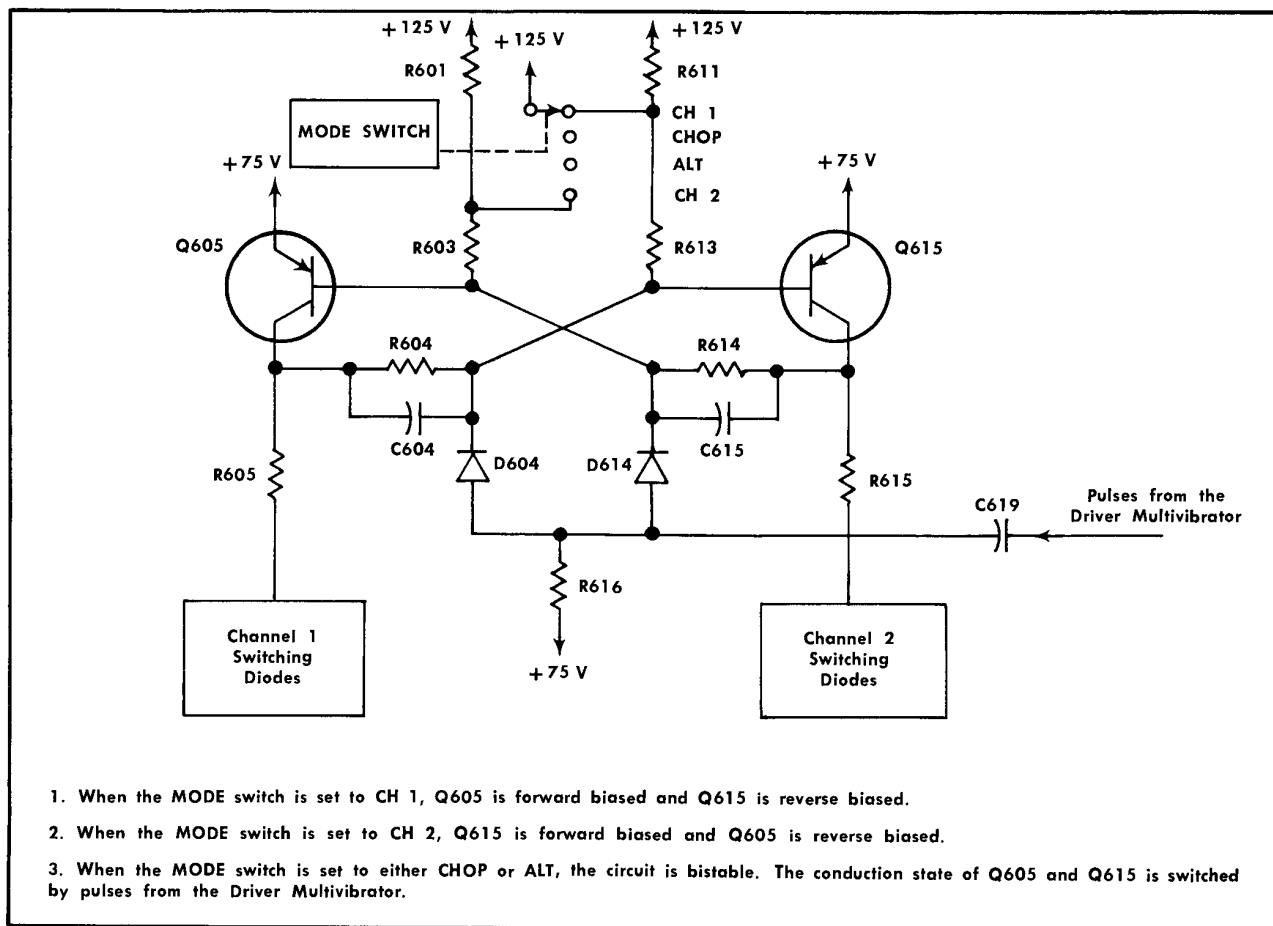 +125 V
+125 V
+125 V
R601
R611
CH 1
MODE SWITCH
CHOP
+75 V
ALT
+75 V
CH 2
Q605
R603
R613
Q615
R604
R614
C604
D604
D614
C615
R605
R615
C619
Pulses from the
Driver Multivibrator
R616
Channel 1
Switching
Diodes
+75 V
Channel 2
Switching
Diodes
1. When the MODE switch is set to CH 1, Q605 is forward biased and Q615 is reverse biased.
2. When the MODE switch is set to CH 2, Q615 is forward biased and Q605 is reverse biased.
3. When the MODE switch is set to either CHOP or ALT, the circuit is bistable. The conduction state of Q605 and Q615 is switched
by pulses from the Driver Multivibrator.